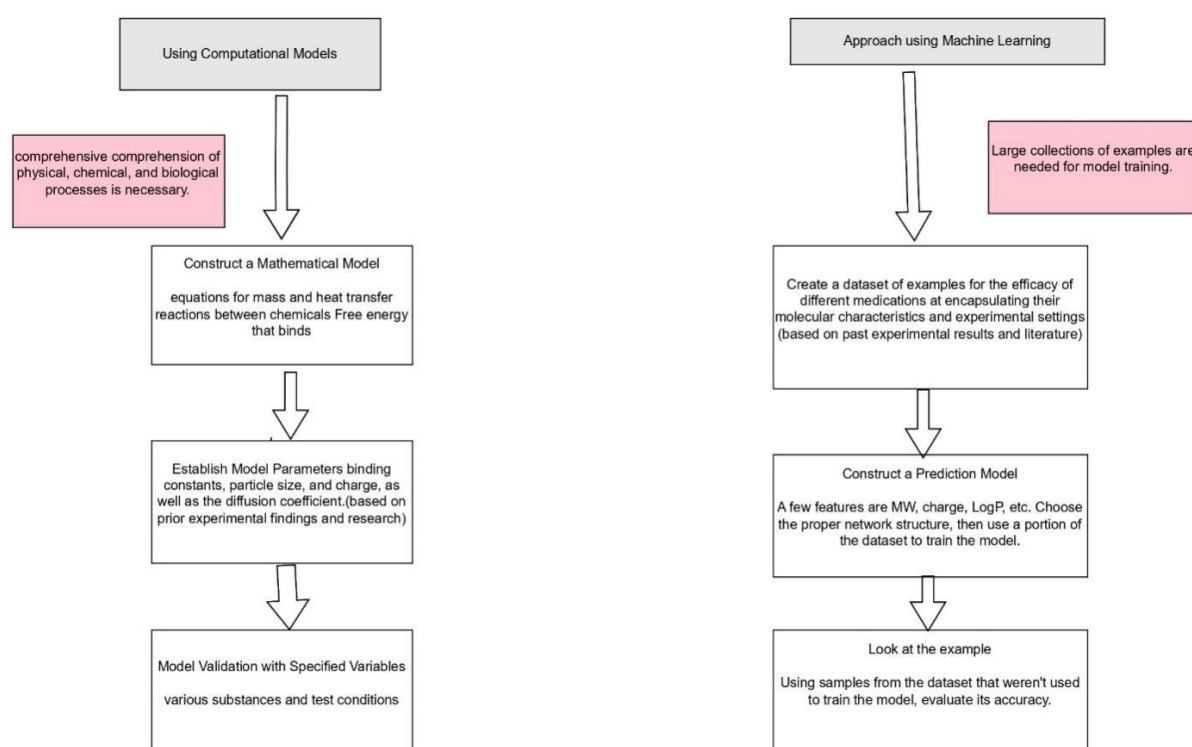 Using Computational Models
comprehensive comprehension of
physical, chemical, and biological
processes is necessary.
Construct a Mathematical Model
equations for mass and heat transfer
reactions between chemicals Free energy
that binds
Establish Model Parameters binding
constants, particle size, and charge, as
well as the diffusion coefficient.(based on
prior experimental findings and research)
Model Validation with Specified Variables
various substances and test conditions
Approach using Machine Learning
Large collections of examples are
needed for model training.
Create a dataset of examples for the efficacy of
different medications at encapsulating their
molecular characteristics and experimental settings
(based on past experimental results and literature)
Construct a Prediction Model
A few features are MW, charge, LogP, etc. Choose
the proper network structure, then use a portion of
the dataset to train the model.
Look at the example
Using samples from the dataset that weren't used
to train the model, evaluate its accuracy.